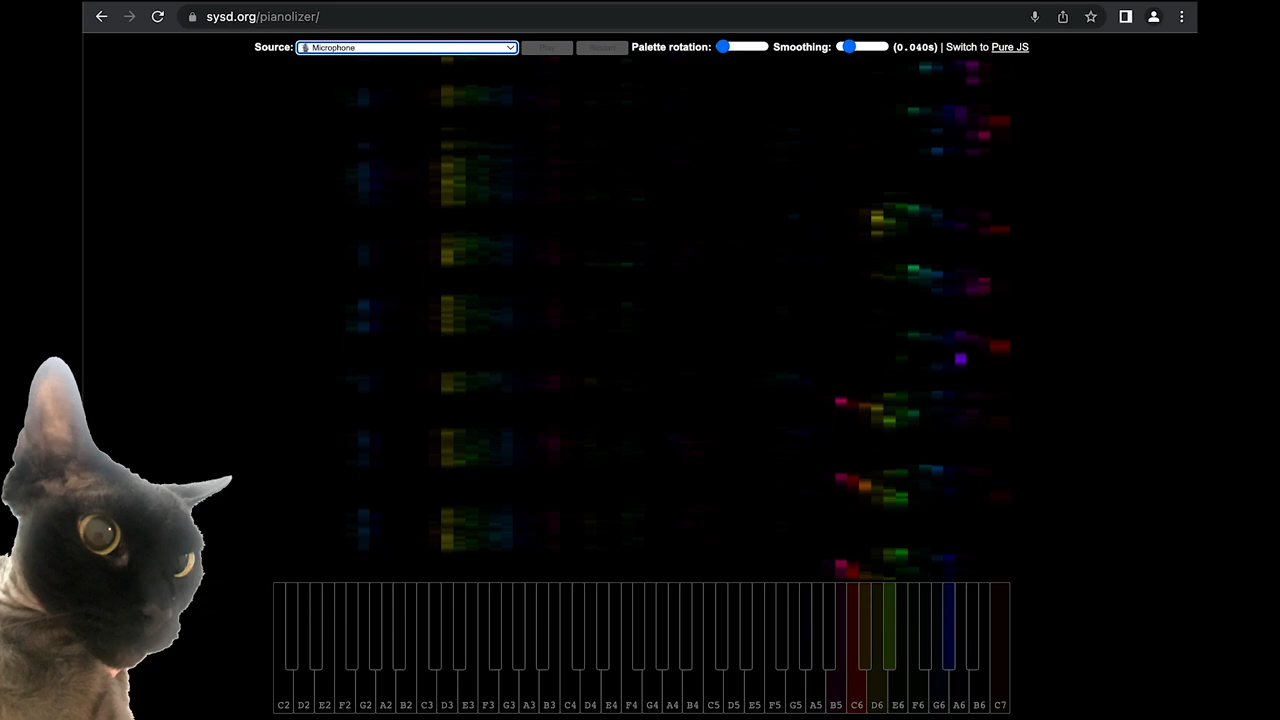 sysd.org/pianolizer/
Source: Microphone Play Restart Palette rotation: Smoothing: (0.040s) | Switch to Pure JS
C2 D2 E2 F2 G2 A2 B2 C3 D3 E3 F3 G3 A3 B3 C4 D4 E4 F4 G4 A4 B4 C5 D5 E5 F5 G5 A5 B5 C6 D6 E6 F6 G6 A6 B6 C7